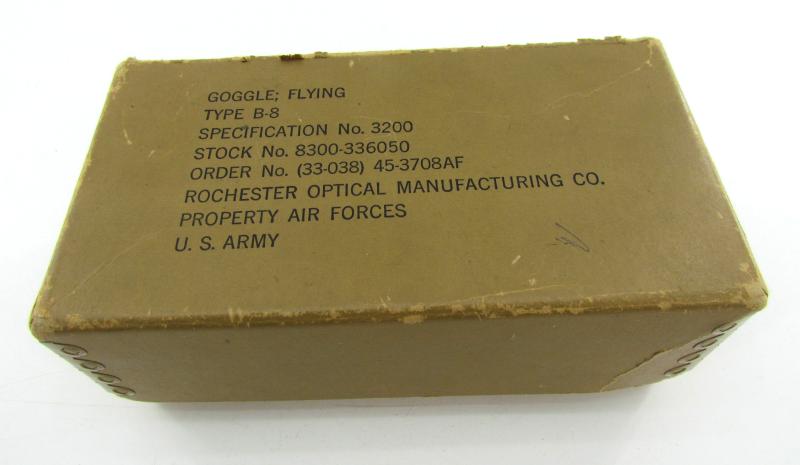 GOGGLE; FLYING
TYPE B-8
SPECIFICATION No. 3200
STOCK No. 8300-336050
ORDER No. (33-038) 45-3708AF
ROCHESTER OPTICAL MANUFACTURING CO.
PROPERTY AIR FORCES
U. S. ARMY